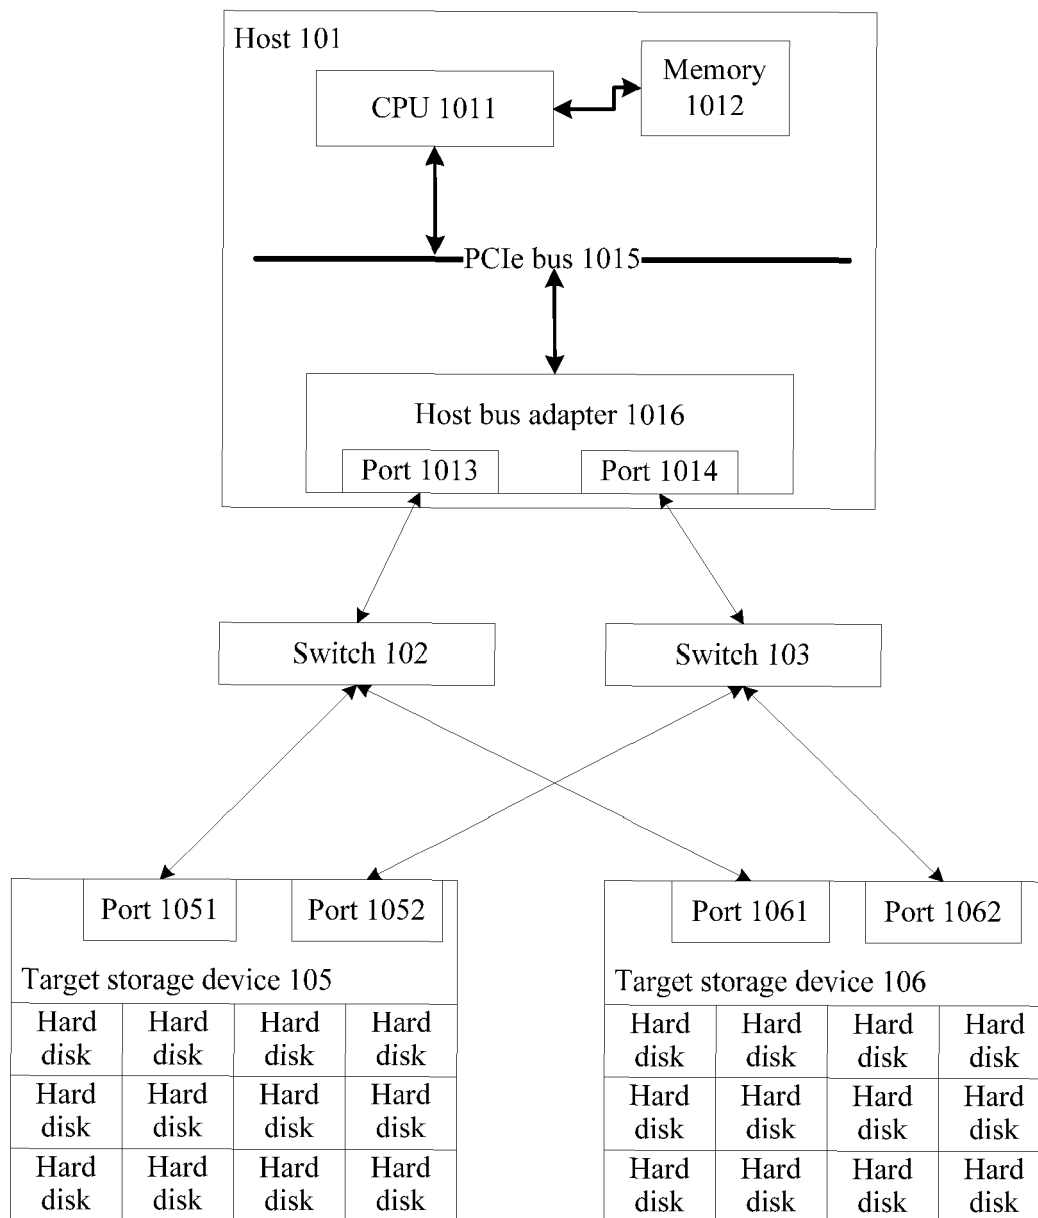 Host 101
CPU 1011
Memory
1012
PCIe bus 1015
Host bus adapter 1016
Port 1013
Port 1014
Switch 102
Switch 103
Port 1051
Port 1052
Target storage device 105
Hard disk
Hard disk
Hard disk
Hard disk
Hard disk
Hard disk
Hard disk
Hard disk
Hard disk
Hard disk
Hard disk
Hard disk
Port 1061
Port 1062
Target storage device 106
Hard disk
Hard disk
Hard disk
Hard disk
Hard disk
Hard disk
Hard disk
Hard disk
Hard disk
Hard disk
Hard disk
Hard disk